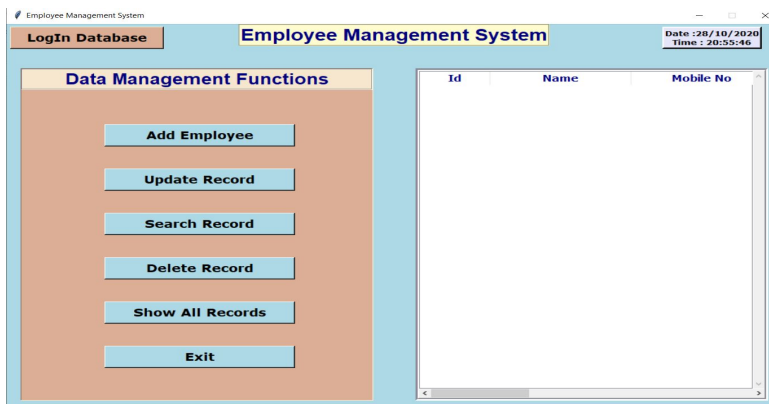 Employee Management System
LogIn Database
Employee Management System
Date :28/10/2020
Time : 20:55:46
Data Management Functions
Id Name Mobile No
Add Employee
Update Record
Search Record
Delete Record
Show All Records
Exit